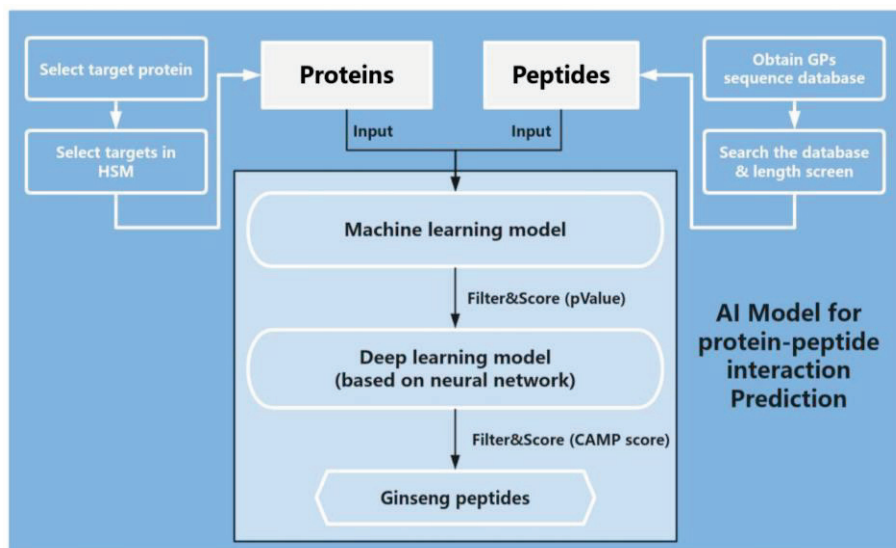 Select target protein
Select targets in
HSM
Proteins
Peptides
Obtain GPs
sequence database
Search the database
& length screen
Input
Input
Machine learning model
Filter&Score (pValue)
Deep learning model
(based on neural network)
Filter&Score (CAMP score)
Ginseng peptides
AI Model for
protein-peptide
interaction
Prediction